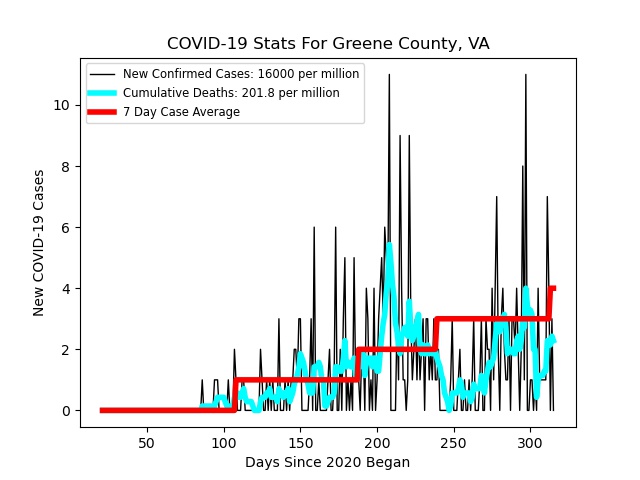 COVID-19 Stats For Greene County, VA
New Confirmed Cases: 16000 per million
Cumulative Deaths: 201.8 per million
7 Day Case Average
New COVID-19 Cases
10
8
6
4
2
0
50 100 150 200 250 300
Days Since 2020 Began